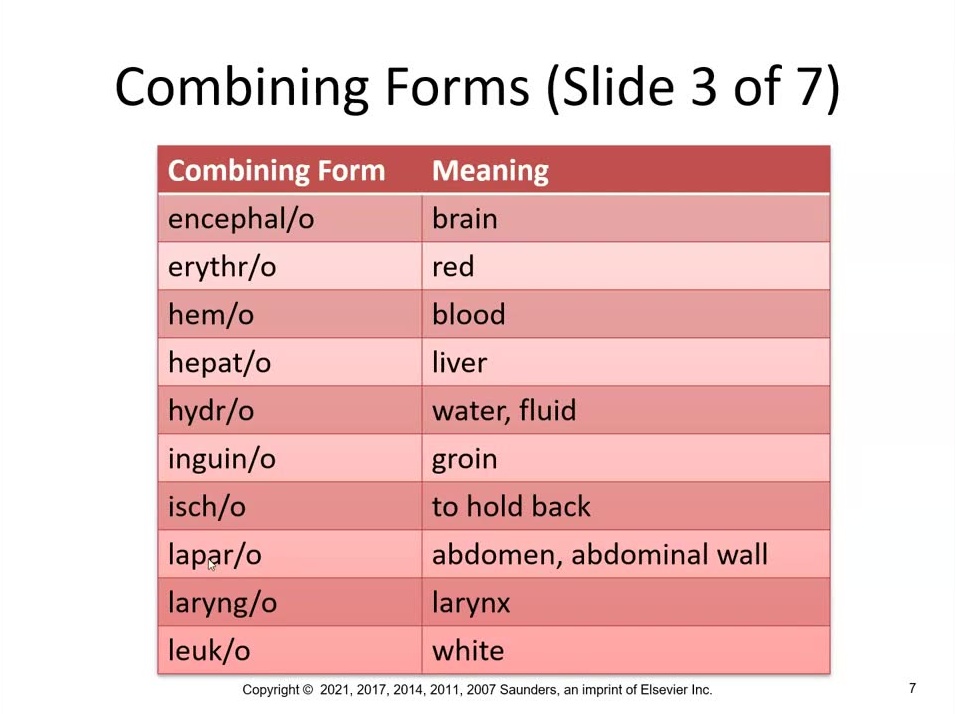 Combining Forms (Slide 3 of 7)
Combining Form Meaning
encephal/o brain
erythr/o red
hem/o blood
hepat/o liver
hydr/o water, fluid
inguin/o groin
isch/o to hold back
lapar/o abdomen, abdominal wall
laryng/o larynx
leuk/o white
Copyright © 2021, 2017, 2014, 2011, 2007 Saunders, an imprint of Elsevier Inc. 7